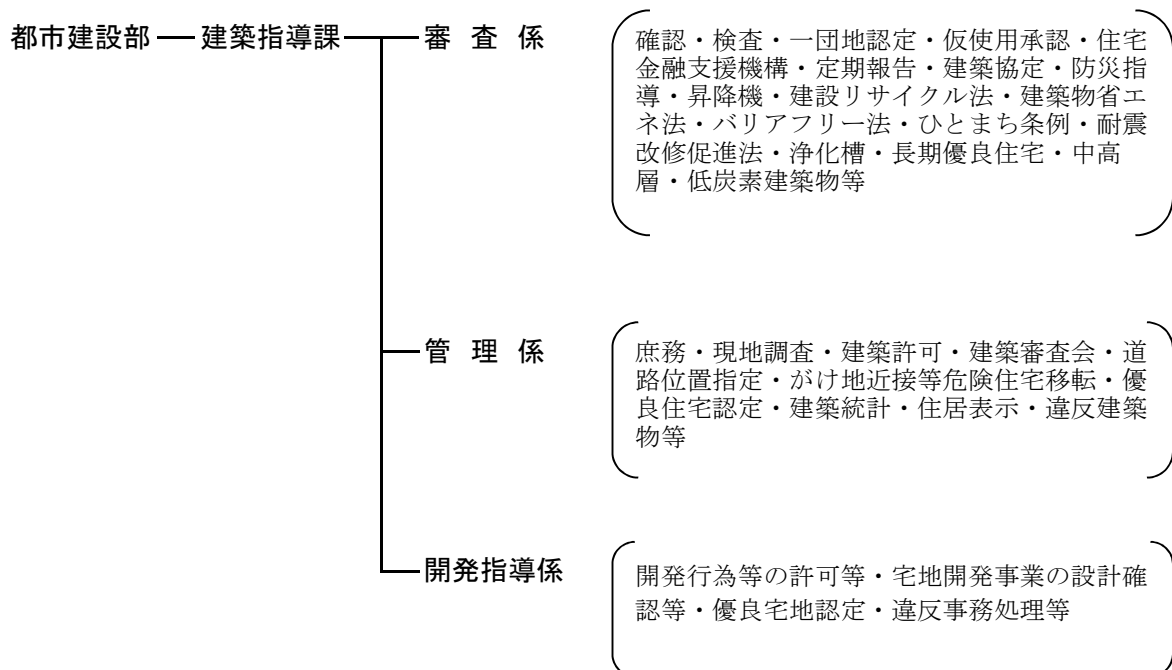 都市建設部 建築指導課 審査係
確認・検査・一団地認定・仮使用承認・住宅
金融支援機構・定期報告・建築協定・防災指
導・昇降機・建設リサイクル法・建築物省エ
ネ法・バリアフリー法・ひとまち条例・耐震
改修促進法・浄化槽・長期優良住宅・中高
層・低炭素建築物等
管理係
庶務・現地調査・建築許可・建築審査会・道
路位置指定・がけ地近接等危険住宅移転・優
良住宅認定・建築統計・住居表示・違反建築
物等
開発指導係
開発行為等の許可等・宅地開発事業の設計確
認等・優良宅地認定・違反事務処理等